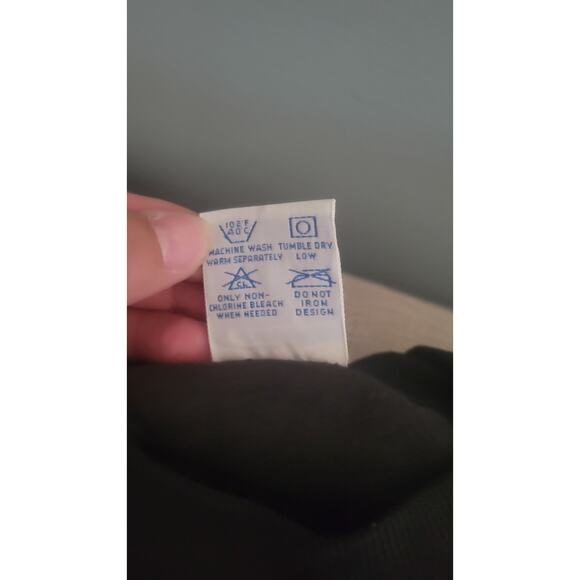 102°F
40°C
MACHINE WASH
WARM SEPARATELY
TUMBLE DRY
LOW
CL
ONLY NON-
CHLORINE BLEACH
WHEN NEEDED
DO NOT
IRON
DESIGN